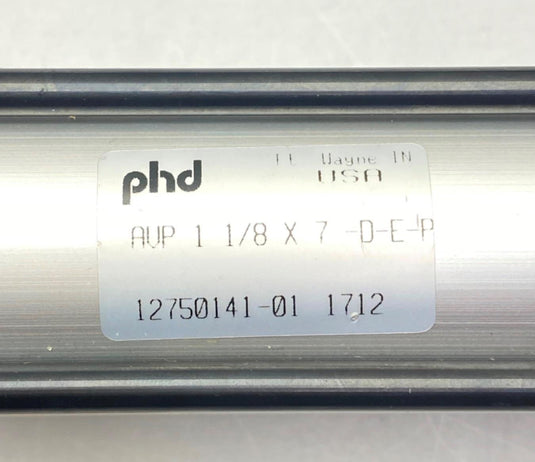 phd
Ft Wayne IN
USA
AVP 1 1/8 X 7 -D-E-P
12750141-01 1712